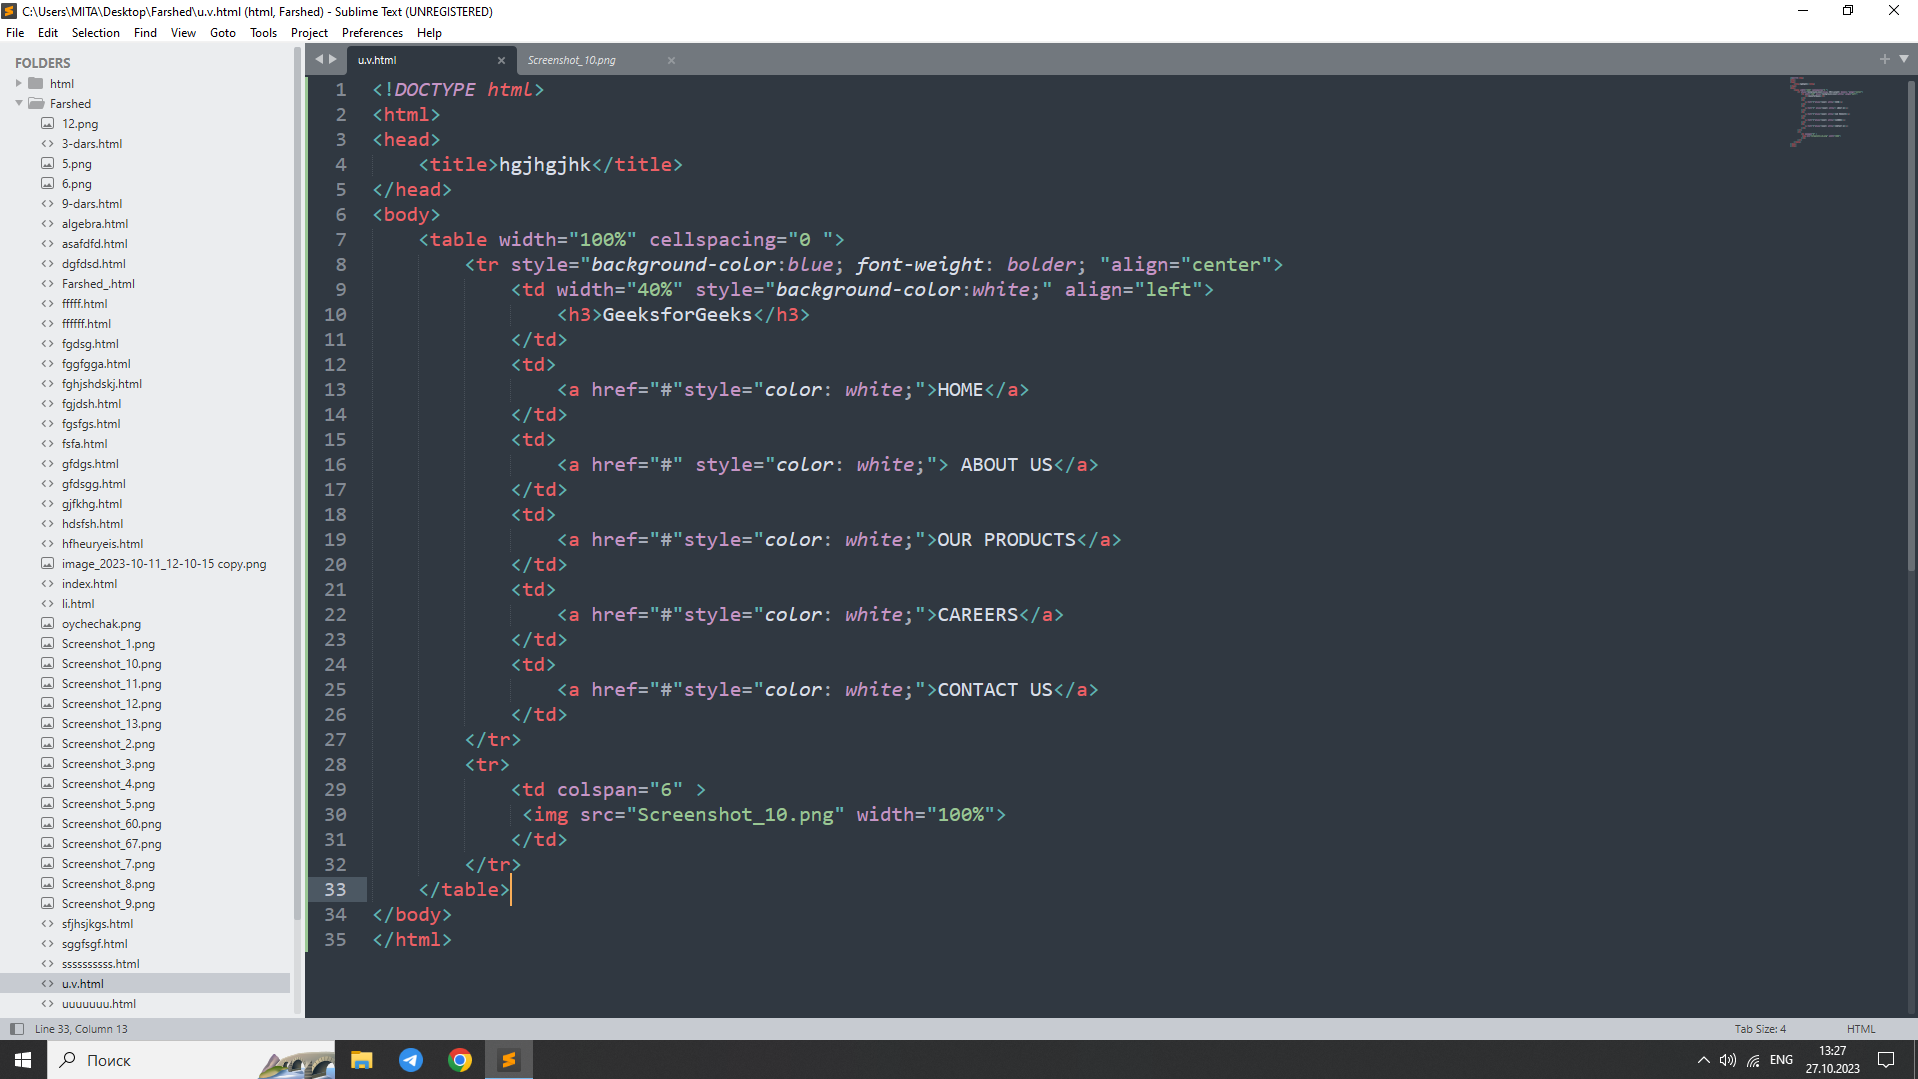 C:\Users\MITA\Desktop\Farshed\u.v.html (html, Farshed) - Sublime Text (UNREGISTERED)
File Edit Selection Find View Goto Tools Project Preferences Help
FOLDERS
html
Farshed
12.png
3-dars.html
5.png
6.png
9-dars.html
algebra.html
asafdfd.html
dgfdsd.html
Farshed_.html
fffff.html
ffffff.html
fgdsg.html
fggfgga.html
fghjshdskj.html
fgjdsh.html
fgsfgs.html
fsfa.html
gfdgs.html
gfdsgg.html
gjfkhg.html
hdsfsh.html
hfheuryeis.html
image_2023-10-11_12-10-15 copy.png
index.html
li.html
oychechak.png
Screenshot_1.png
Screenshot_10.png
Screenshot_11.png
Screenshot_12.png
Screenshot_13.png
Screenshot_2.png
Screenshot_3.png
Screenshot_4.png
Screenshot_5.png
Screenshot_60.png
Screenshot_67.png
Screenshot_7.png
Screenshot_8.png
Screenshot_9.png
sfjhsjkgs.html
sggfsgf.html
ssssssssss.html
u.v.html
uuuuuuu.html
u.v.html Screenshot_10.png
1 <!DOCTYPE html>
2 <html>
3 <head>
4 <title>hgjhgjhk</title>
5 </head>
6 <body>
7 <table width="100%" cellspacing="0 ">
8 <tr style="background-color:blue; font-weight: bolder; "align="center">
9 <td width="40%" style="background-color:white;" align="left">
10 <h3>GeeksforGeeks</h3>
11 </td>
12 <td>
13 <a href="#"style="color: white;">HOME</a>
14 </td>
15 <td>
16 <a href="#" style="color: white;"> ABOUT US</a>
17 </td>
18 <td>
19 <a href="#"style="color: white;">OUR PRODUCTS</a>
20 </td>
21 <td>
22 <a href="#"style="color: white;">CAREERS</a>
23 </td>
24 <td>
25 <a href="#"style="color: white;">CONTACT US</a>
26 </td>
27 </tr>
28 <tr>
29 <td colspan="6" >
30 <img src="Screenshot_10.png" width="100%">
31 </td>
32 </tr>
33 </table>
34 </body>
35 </html>
Line 33, Column 13 Tab Size: 4 HTML
Поиск ENG 13:27
27.10.2023